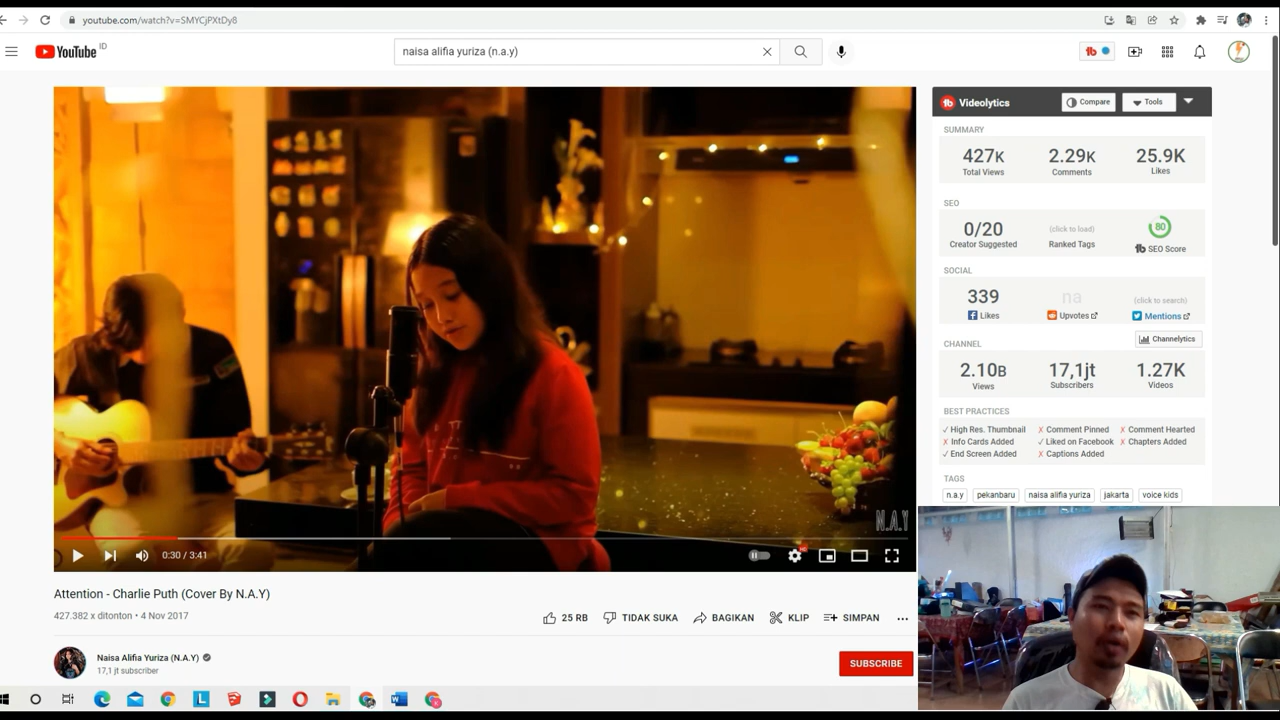 youtube.com/watch?v=SMYCjPXtDy8
YouTube ID
naisa alifia yuriza (n.a.y)
Videolytics
Compare
Tools
SUMMARY
427K
Total Views
2.29K
Comments
25.9K
Likes
SEO
0/20
Creator Suggested
(click to load)
Ranked Tags
80
SEO Score
SOCIAL
339
Likes
na
Upvotes
(click to search)
Mentions
CHANNEL
Channelytics
2.10B
Views
17,1jt
Subscribers
1.27K
Videos
BEST PRACTICES
✓ High Res. Thumbnail
✗ Comment Pinned
✗ Comment Hearted
✗ Info Cards Added
✓ Liked on Facebook
✗ Chapters Added
✓ End Screen Added
✗ Captions Added
TAGS
n.a.y
pekanbaru
naisa alifia yuriza
jakarta
voice kids
N.A.Y
0:30 / 3:41
HD
Attention - Charlie Puth (Cover By N.A.Y)
427.382 x ditonton • 4 Nov 2017
25 RB
TIDAK SUKA
BAGIKAN
KLIP
SIMPAN
Naisa Alifia Yuriza (N.A.Y)
17,1 jt subscriber
SUBSCRIBE